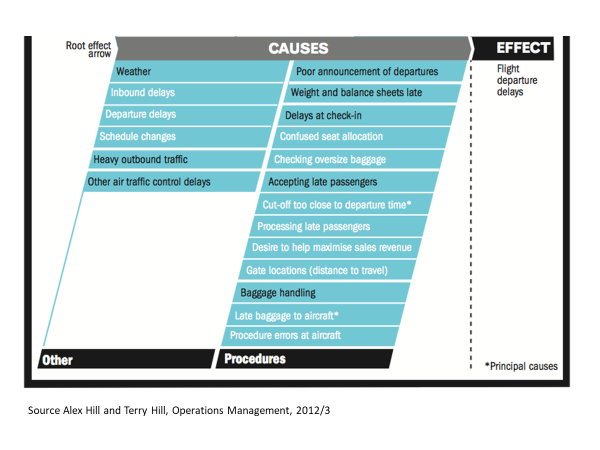 Root effect
arrow
CAUSES
EFFECT
Weather
Inbound delays
Departure delays
Schedule changes
Heavy outbound traffic
Other air traffic control delays
Other
Poor announcement of departures
Weight and balance sheets late
Delays at check-in
Confused seat allocation
Checking oversize baggage
Accepting late passengers
Cut-off too close to departure time*
Processing late passengers
Desire to help maximise sales revenue
Gate locations (distance to travel)
Baggage handling
Late baggage to aircraft*
Procedure errors at aircraft
Procedures
Flight
departure
delays
*Principal causes
Source Alex Hill and Terry Hill, Operations Management, 2012/3